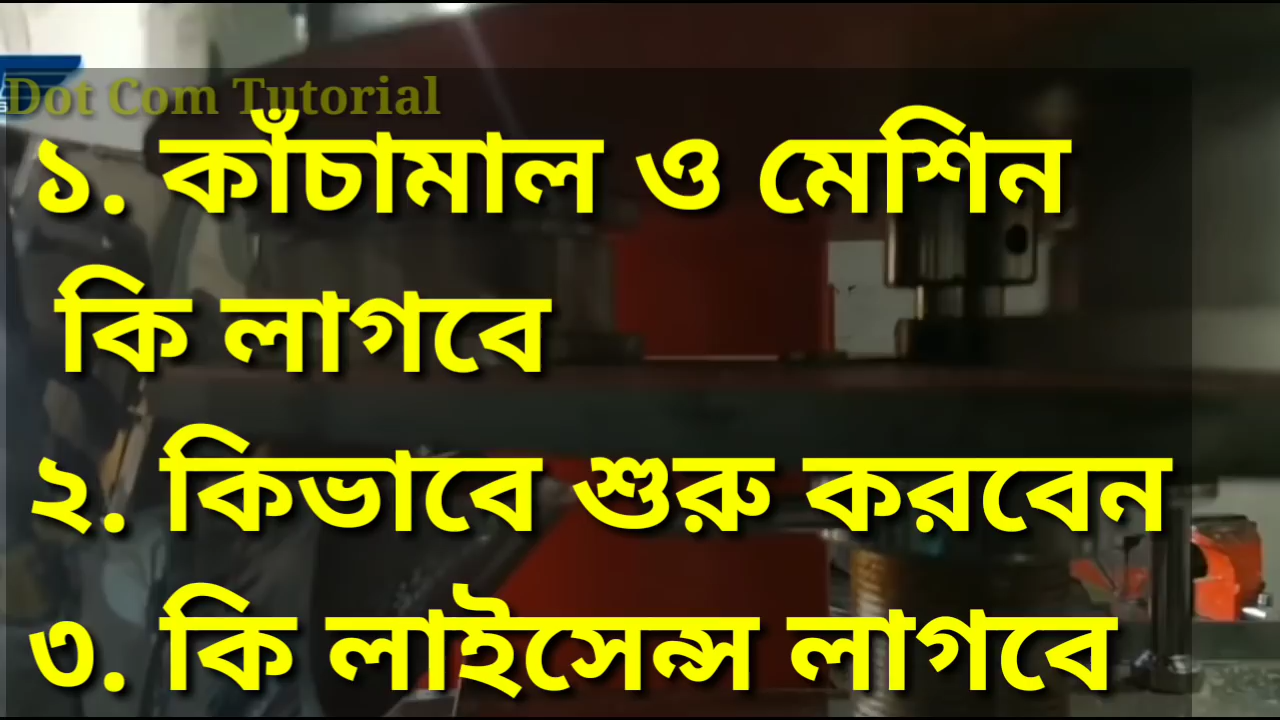 Dot Com Tutorial
১. কাঁচামাল ও মেশিন
কি লাগবে
২. কিভাবে শুরু করবেন
৩. কি লাইসেন্স লাগবে